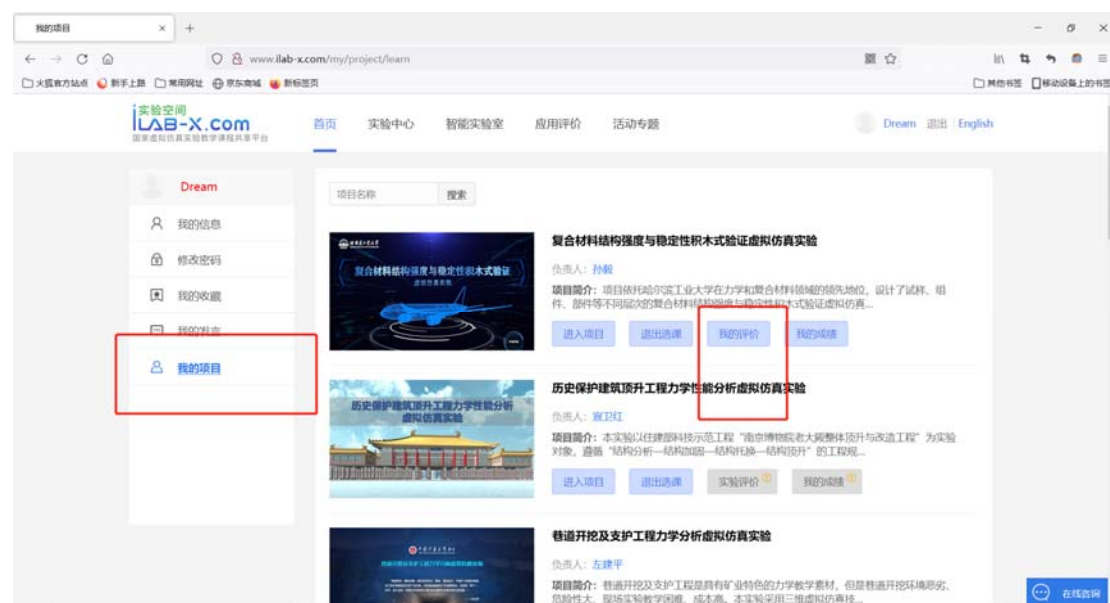 我的项目
www.ilab-x.com/my/project/learn
火狐官方站点 新手上路 常用网址 京东商城 新标签页
其他书签 移动设备上的书签
实验空间
iLAB-X.com
国家虚拟仿真实验教学课程共享平台
首页 实验中心 智能实验室 应用评价 活动专题
Dream 退出 English
Dream
我的信息
修改密码
我的收藏
我的发言
我的项目
项目名称 搜索
复合材料结构强度与稳定性积木式验证
虚拟仿真实验
复合材料结构强度与稳定性积木式验证虚拟仿真实验
负责人：孙毅
项目简介：项目依托哈尔滨工业大学在力学和复合材料领域的领先地位，设计了试样、组
件、部件等不同层次的复合材料结构强度与稳定性积木式验证虚拟仿真...
进入项目 退出选课 我的评价 我的成绩
历史保护建筑顶升工程力学性能分析
虚拟仿真实验
历史保护建筑顶升工程力学性能分析虚拟仿真实验
负责人：宣卫红
项目简介：本实验以住建部科技示范工程“南京博物院老大殿整体顶升与改造工程”为实验
对象，遵循“结构分析—结构加固—结构托换—结构顶升”的工程规...
进入项目 退出选课 实验评价 我的成绩
巷道开挖及支护工程力学分析虚拟仿真实验
负责人：左建平
项目简介：巷道开挖及支护工程是具有矿业特色的力学教学素材，但是巷道开挖环境恶劣、
危险性大、现场实验教学困难、成本高。本实验采用三维虚拟仿真技...
在线咨询